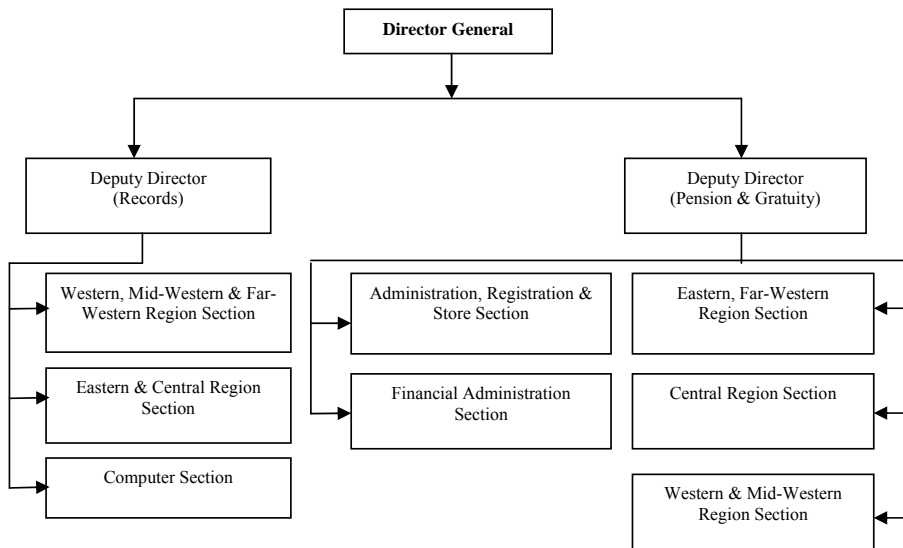 Director General
Deputy Director
(Records)
Deputy Director
(Pension & Gratuity)
Western, Mid-Western & Far-
Western Region Section
Administration, Registration &
Store Section
Eastern, Far-Western
Region Section
Eastern & Central Region
Section
Financial Administration
Section
Central Region Section
Computer Section
Western & Mid-Western
Region Section